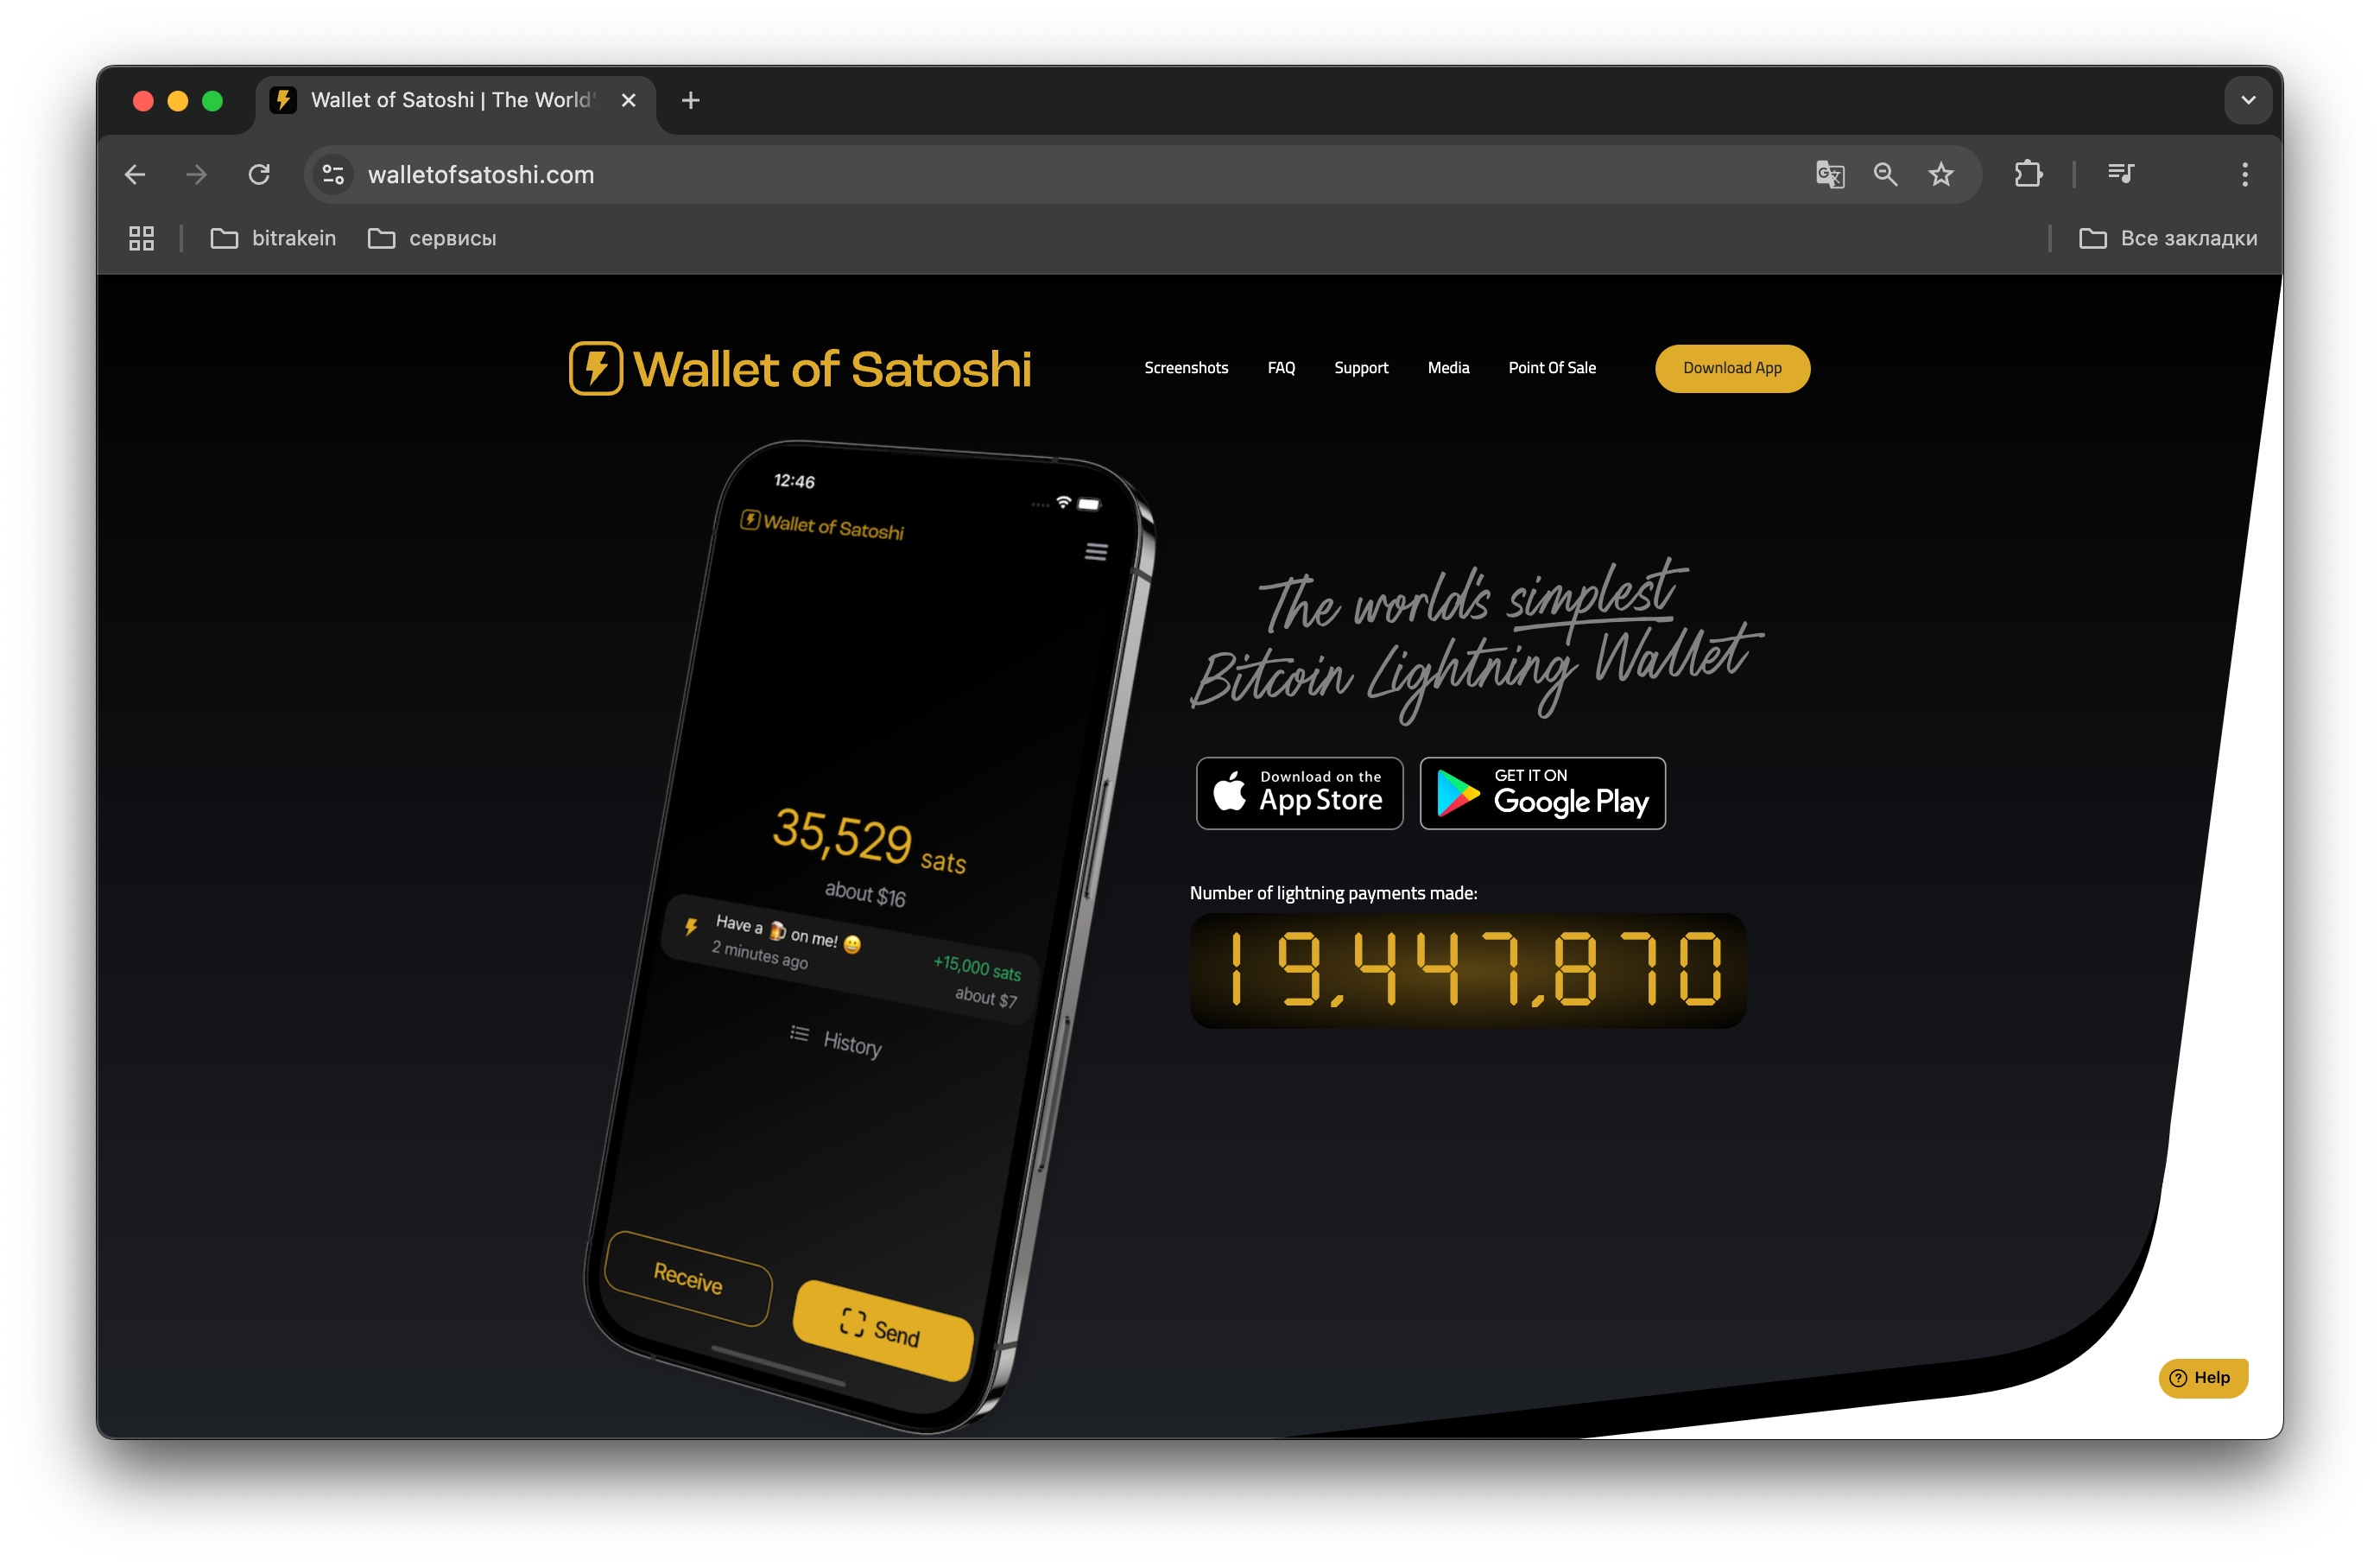 Wallet of Satoshi | The World'
walletofsatoshi.com
bitrakein
сервисы
Все закладки
Wallet of Satoshi
Screenshots
FAQ
Support
Media
Point Of Sale
Download App
12:46
Wallet of Satoshi
35,529 sats
about $16
Have a 🍺 on me! 😀
2 minutes ago
+15,000 sats
about $7
History
Receive
Send
The world's simplest
Bitcoin Lightning Wallet
Download on the
App Store
GET IT ON
Google Play
Number of lightning payments made:
19,447,870
Help